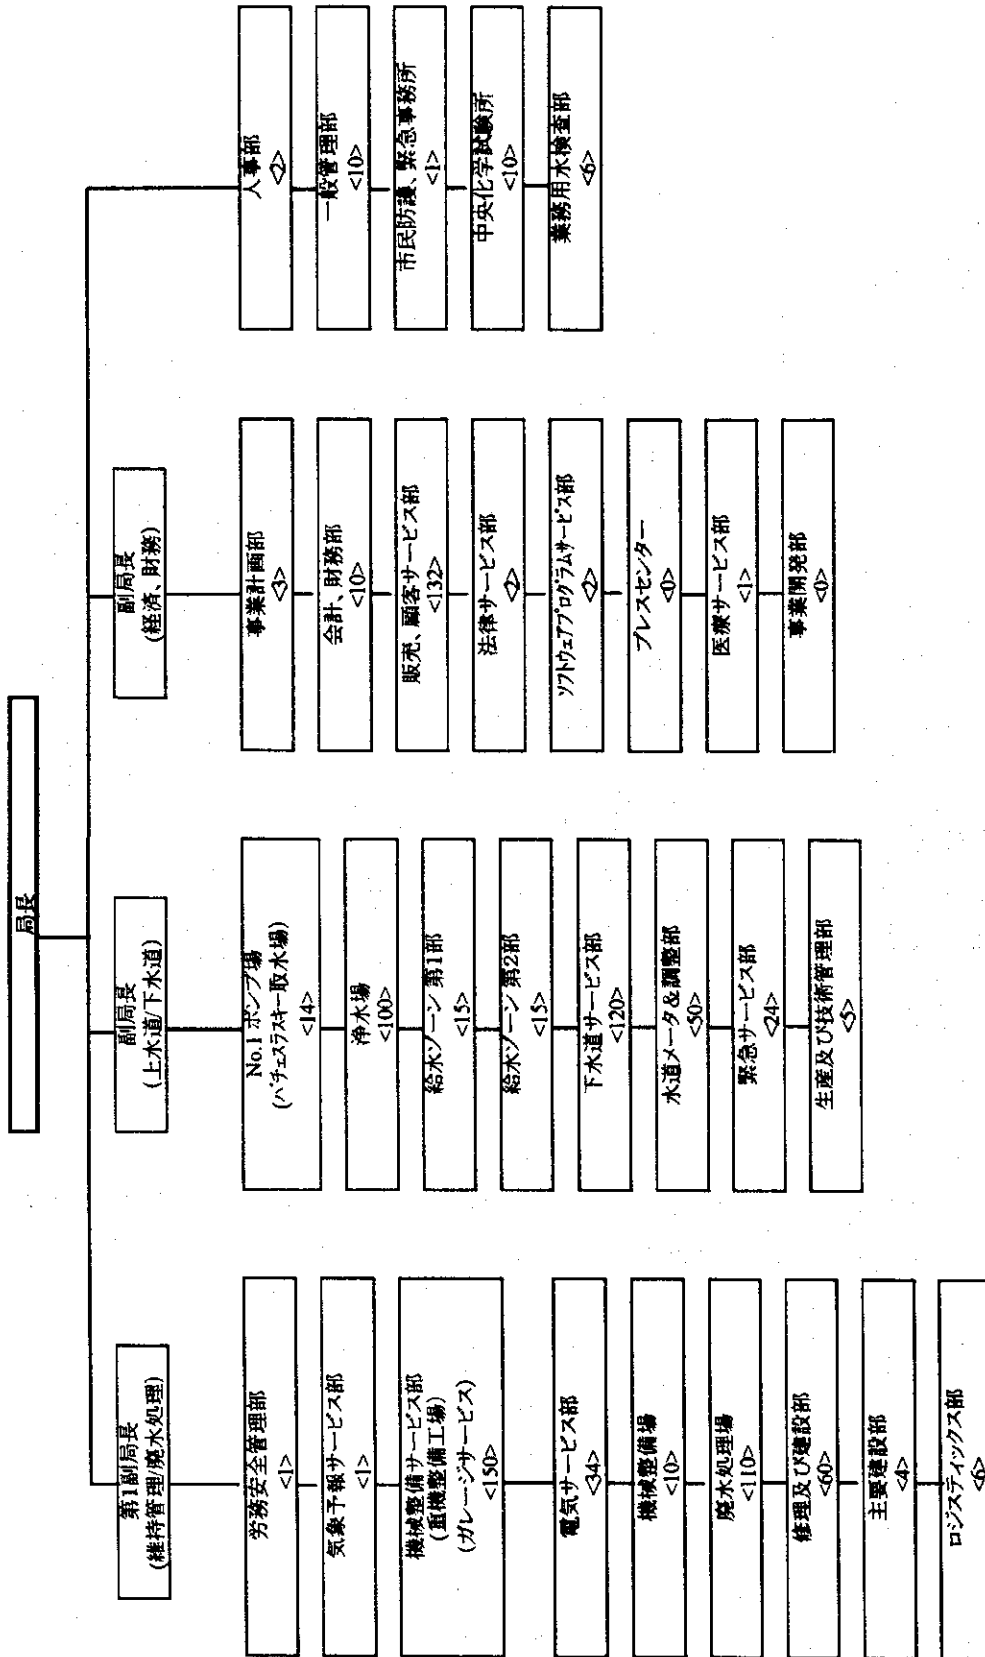 局長
第1副局長
(維持管理/廃水処理)
労務安全管理部
<1>
気象予報サービス部
<1>
機械整備サービス部
(重機整備工場)
(ガレージサービス)
<150>
電気サービス部
<34>
機械整備場
<10>
廃水処理場
<110>
修理及び建設部
<60>
主要建設部
<4>
ロジスティックス部
<6>
副局長
(上水道/下水道)
No.1 ポンプ場
(バチェスラスキー取水場)
<14>
浄水場
<100>
給水ゾーン 第1部
<15>
給水ゾーン 第2部
<15>
下水道サービス部
<120>
水道メータ&調整部
<50>
緊急サービス部
<24>
生産及び技術管理部
<5>
副局長
(経済、財務)
事業計画部
<3>
会計、財務部
<10>
販売、顧客サービス部
<132>
法律サービス部
<2>
ソフトウェアプログラムサービス部
<2>
プレスセンター
<0>
医療サービス部
<1>
事業開発部
<0>
人事部
<2>
一般管理部
<10>
市民防護、緊急事務所
<1>
中央化学試験所
<10>
業務用水検査部
<6>